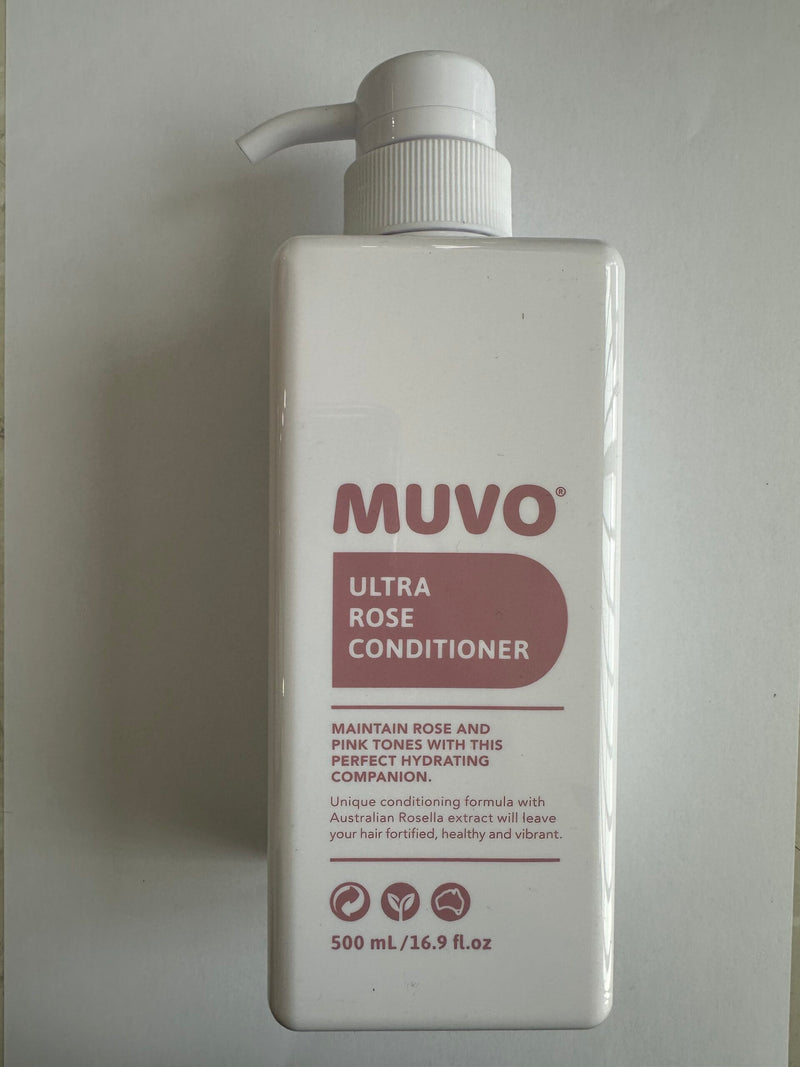 MUVO®
ULTRA
ROSE
CONDITIONER
MAINTAIN ROSE AND
PINK TONES WITH THIS
PERFECT HYDRATING
COMPANION.
Unique conditioning formula with
Australian Rosella extract will leave
your hair fortified, healthy and vibrant.
500 mL/16.9 fl.oz